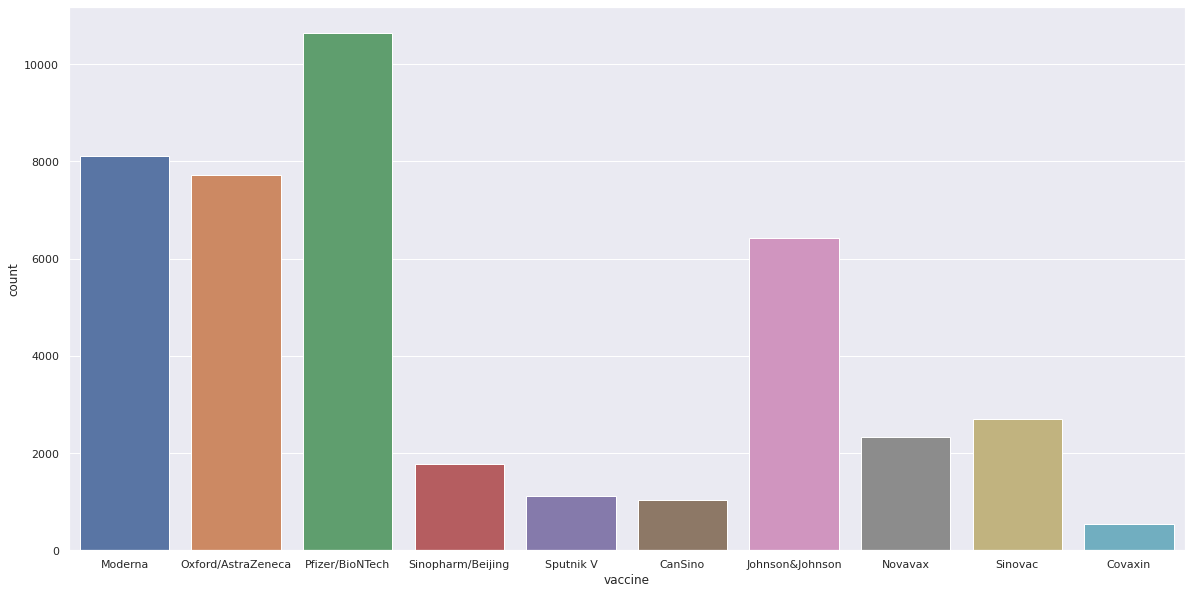 10000
8000
6000
4000
2000
0
count
Moderna Oxford/AstraZeneca Pfizer/BioNTech Sinopharm/Beijing Sputnik V CanSino Johnson&Johnson Novavax Sinovac Covaxin
vaccine